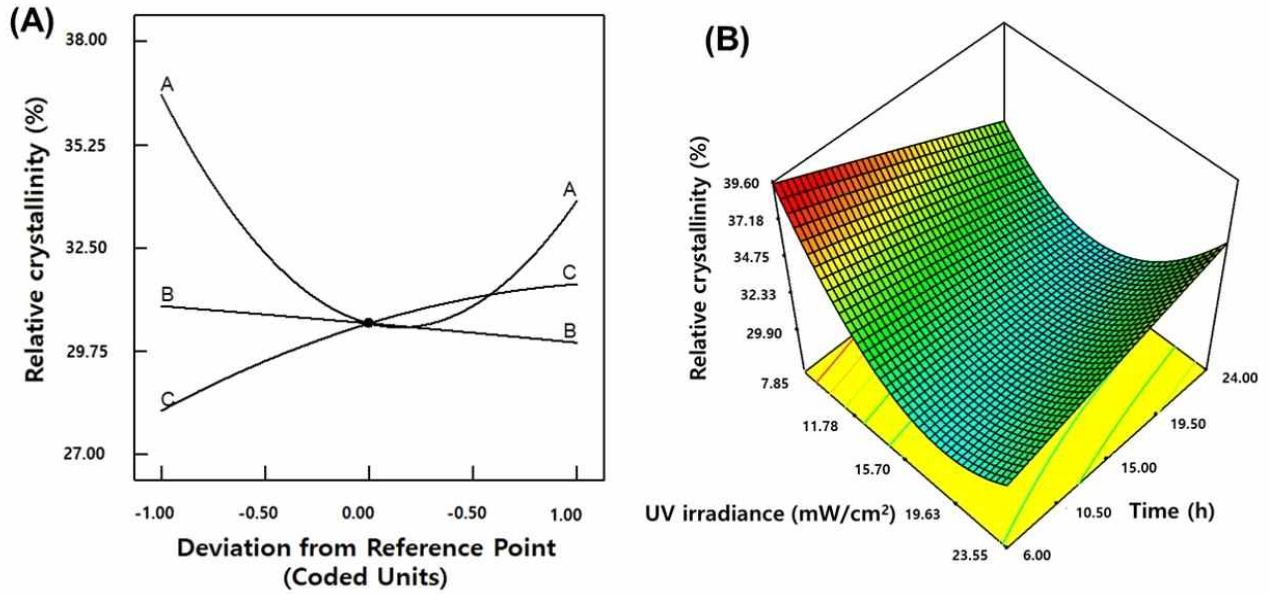 (A)
38.00
35.25
32.50
29.75
27.00
Relative crystallinity (%)
A
B
C
A
C
B
-1.00
-0.50
0.00
-0.50
1.00
Deviation from Reference Point
(Coded Units)
(B)
Relative crystallinity (%)
39.60
37.18
34.75
32.33
29.90
7.85
11.78
15.70
19.63
23.55
UV irradiance (mW/cm²)
6.00
10.50
15.00
19.50
24.00
Time (h)